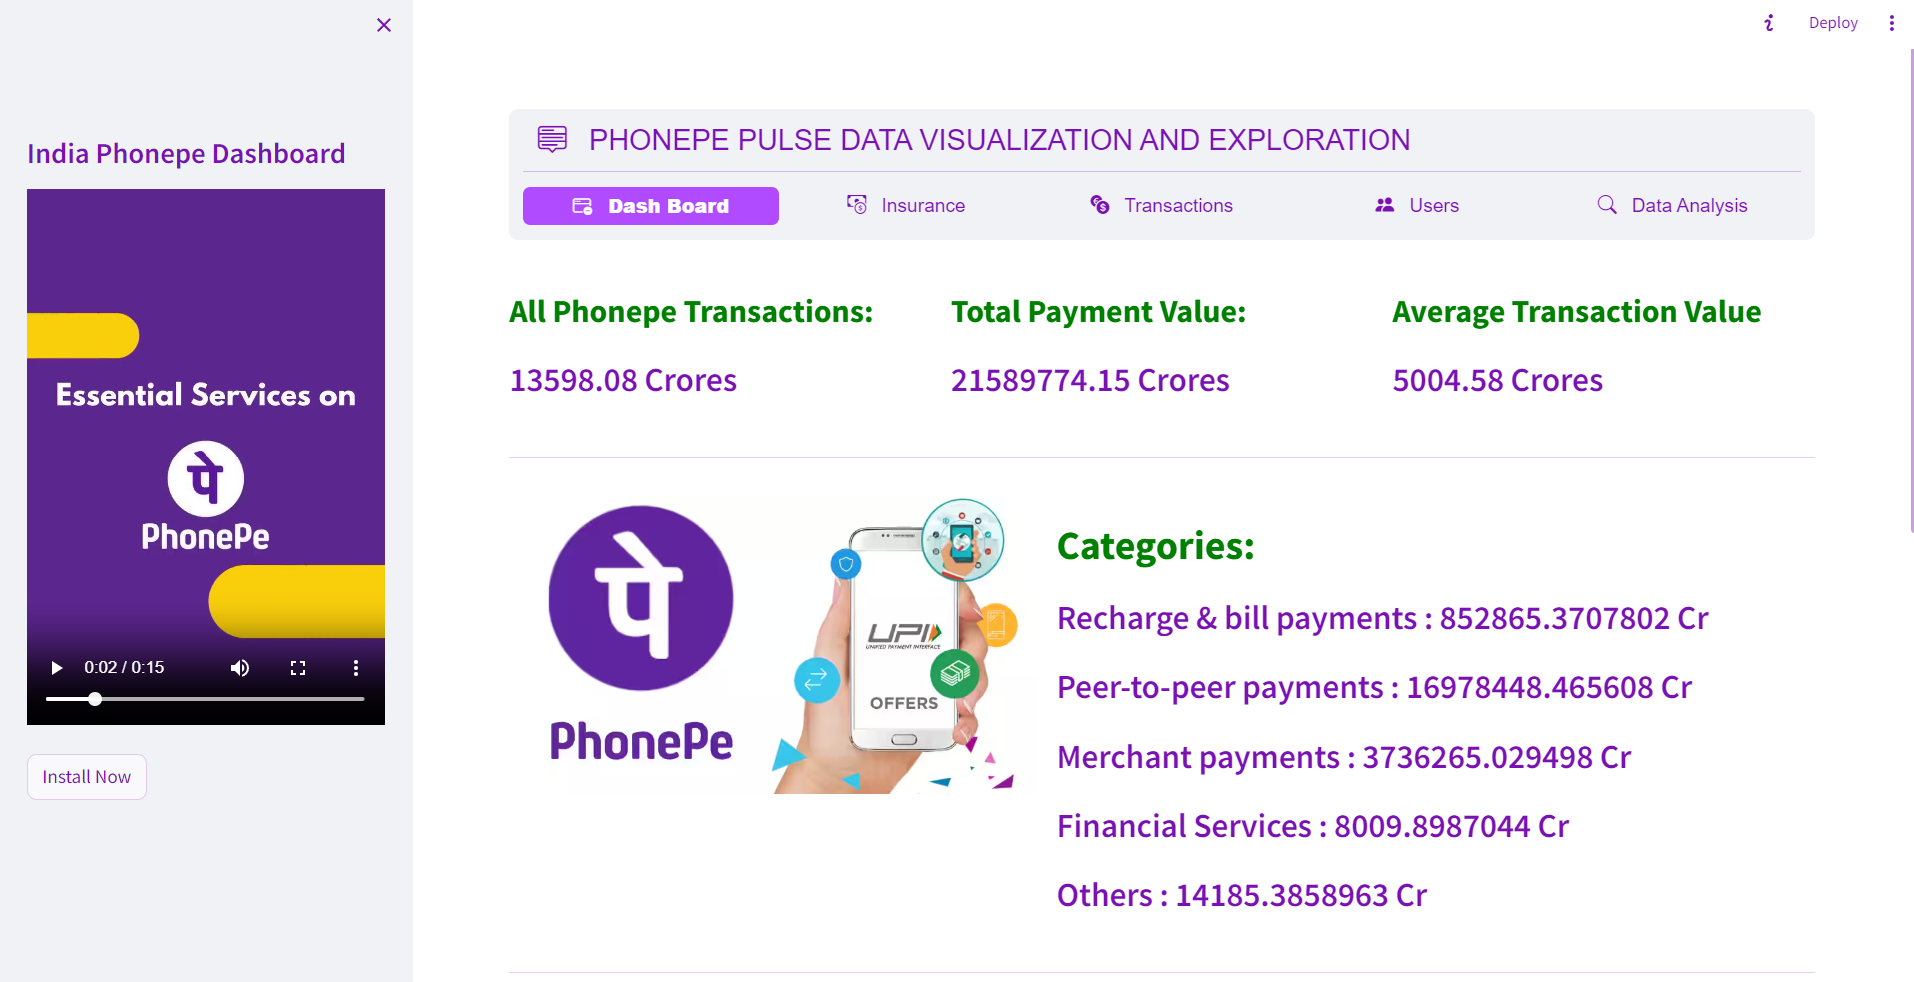 Deploy
India Phonepe Dashboard
Essential Services on
पे
PhonePe
0:02 / 0:15
Install Now
PHONEPE PULSE DATA VISUALIZATION AND EXPLORATION
Dash Board
Insurance
Transactions
Users
Data Analysis
All Phonepe Transactions:
13598.08 Crores
Total Payment Value:
21589774.15 Crores
Average Transaction Value
5004.58 Crores
पे
PhonePe
UPI
UNIFIED PAYMENT INTERFACE
OFFERS
Categories:
Recharge & bill payments : 852865.3707802 Cr
Peer-to-peer payments : 16978448.465608 Cr
Merchant payments : 3736265.029498 Cr
Financial Services : 8009.8987044 Cr
Others : 14185.3858963 Cr